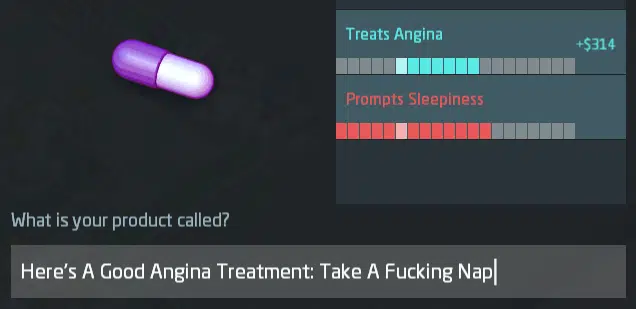 Treats Angina
+$314
Prompts Sleepiness
What is your product called?
Here's A Good Angina Treatment: Take A Fucking Nap